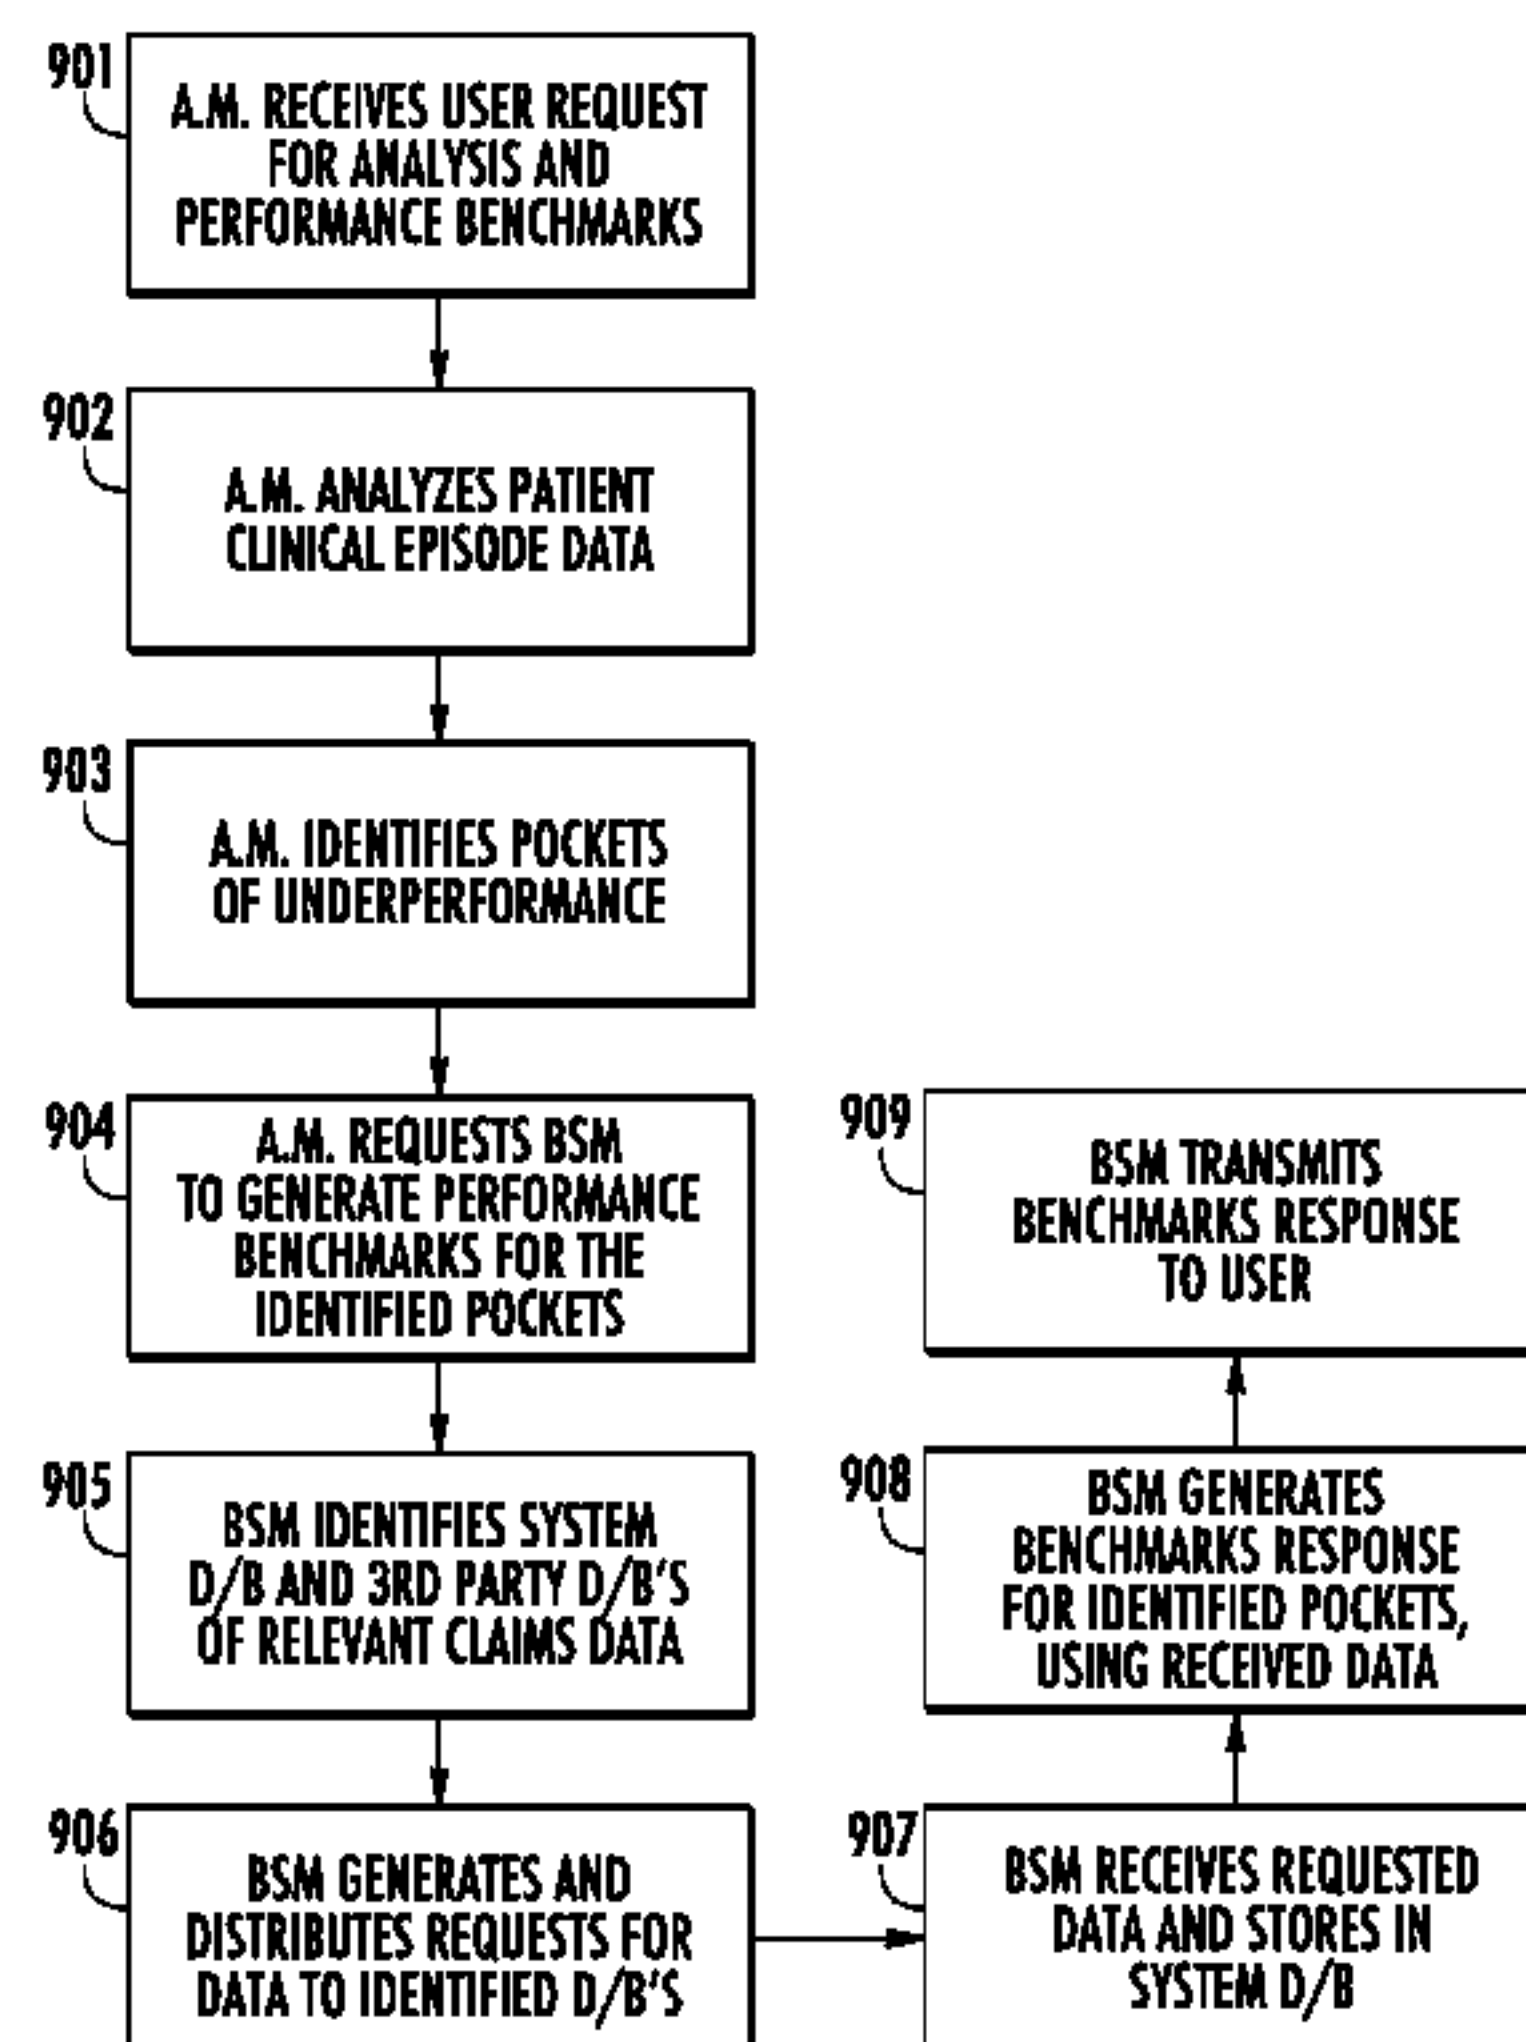 901
A.M. RECEIVES USER REQUEST
FOR ANALYSIS AND
PERFORMANCE BENCHMARKS
902
A.M. ANALYZES PATIENT
CLINICAL EPISODE DATA
903
A.M. IDENTIFIES POCKETS
OF UNDERPERFORMANCE
904
A.M. REQUESTS BSM
TO GENERATE PERFORMANCE
BENCHMARKS FOR THE
IDENTIFIED POCKETS
905
BSM IDENTIFIES SYSTEM
D/B AND 3RD PARTY D/B'S
OF RELEVANT CLAIMS DATA
906
BSM GENERATES AND
DISTRIBUTES REQUESTS FOR
DATA TO IDENTIFIED D/B'S
907
BSM RECEIVES REQUESTED
DATA AND STORES IN
SYSTEM D/B
908
BSM GENERATES
BENCHMARKS RESPONSE
FOR IDENTIFIED POCKETS,
USING RECEIVED DATA
909
BSM TRANSMITS
BENCHMARKS RESPONSE
TO USER